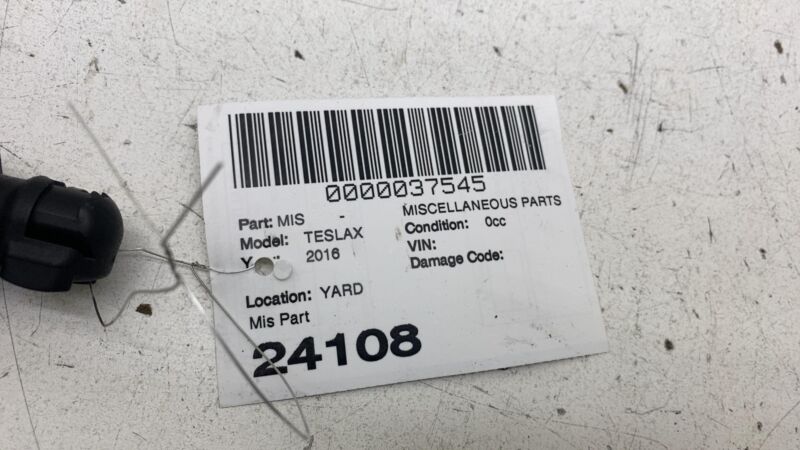 0000037545
Part: MIS - MISCELLANEOUS PARTS
Model: TESLAX Condition: 0cc
2016 VIN:
Damage Code:
Location: YARD
Mis Part
24108